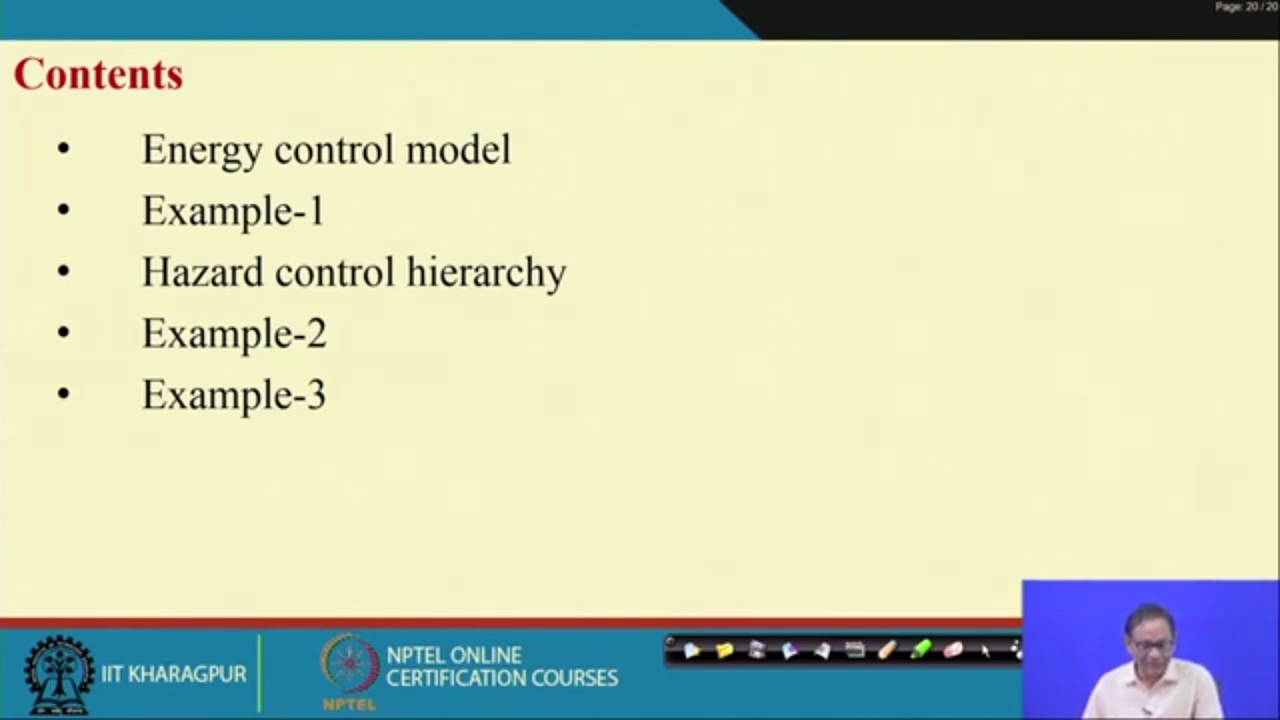 Page: 20 / 20
Contents
• Energy control model
• Example-1
• Hazard control hierarchy
• Example-2
• Example-3
IIT KHARAGPUR
NPTEL
NPTEL ONLINE
CERTIFICATION COURSES